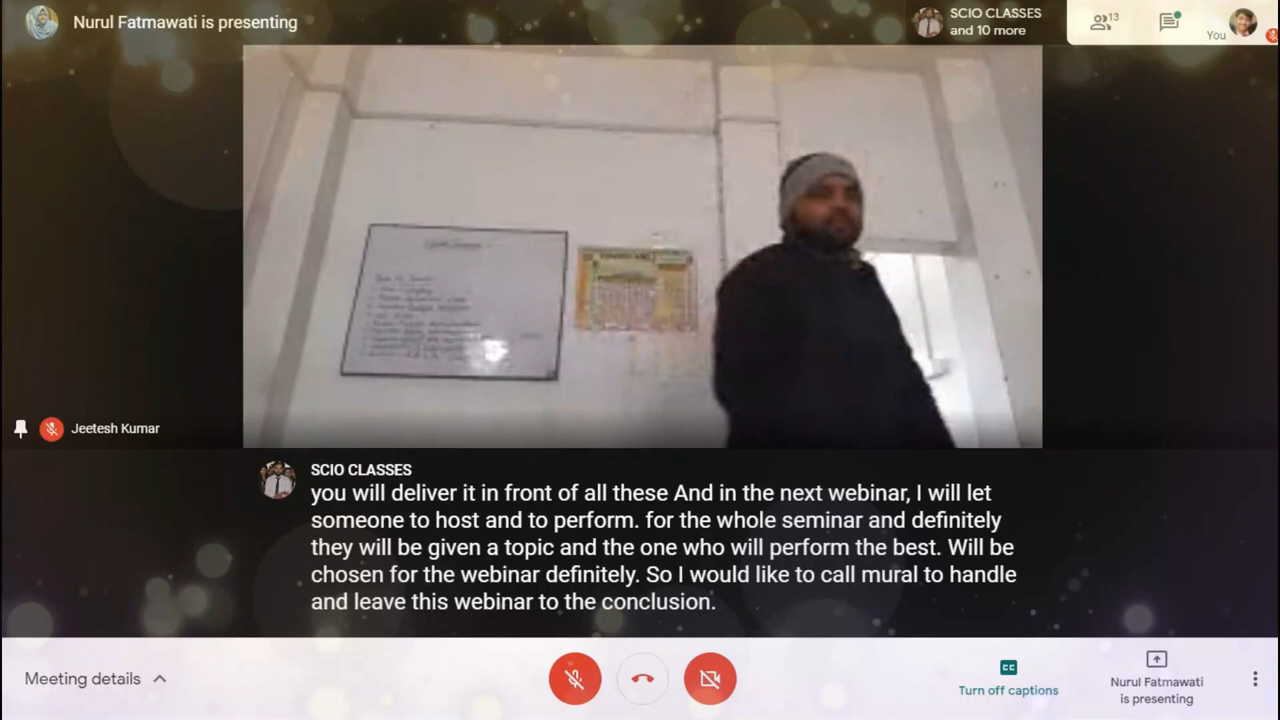 Nurul Fatmawati is presenting
SCIO CLASSES
and 10 more
13
You
Jeetesh Kumar
SCIO CLASSES
you will deliver it in front of all these And in the next webinar, I will let
someone to host and to perform. for the whole seminar and definitely
they will be given a topic and the one who will perform the best. Will be
chosen for the webinar definitely. So I would like to call mural to handle
and leave this webinar to the conclusion.
Meeting details
CC
Turn off captions
Nurul Fatmawati
is presenting